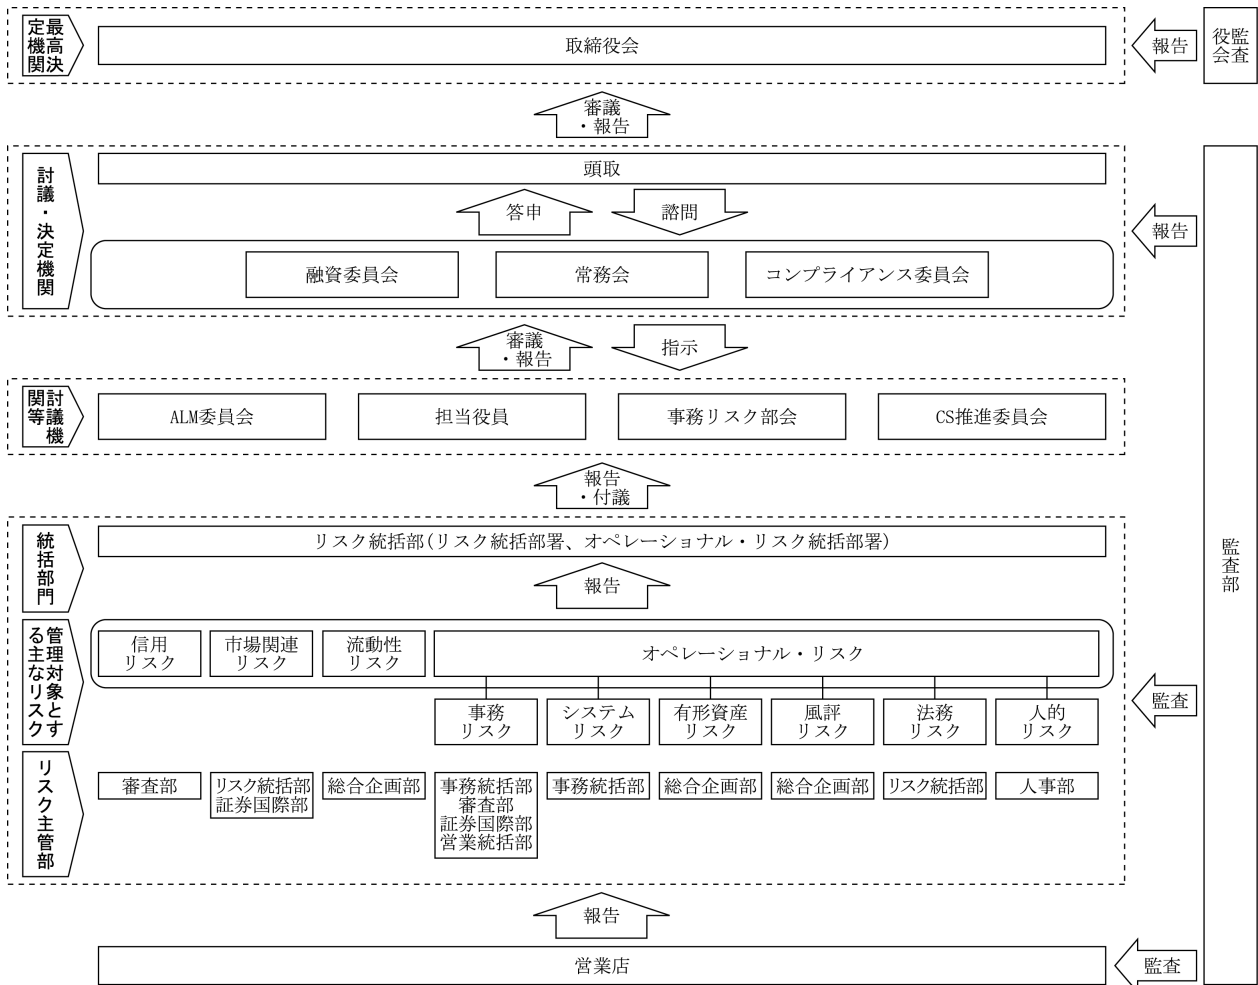 最高決
定機関
取締役会
報告
監査
役会
審議
・報告
討議・決定機関
頭取
答申
諮問
報告
融資委員会
常務会
コンプライアンス委員会
審議
・報告
指示
討議機
関等
ALM委員会
担当役員
事務リスク部会
CS推進委員会
報告
・付議
統括部門
リスク統括部(リスク統括部署、オペレーショナル・リスク統括部署)
報告
監査部
管理対象とす
る主なリスク
信用
リスク
市場関連
リスク
流動性
リスク
オペレーショナル・リスク
監査
事務
リスク
システム
リスク
有形資産
リスク
風評
リスク
法務
リスク
人的
リスク
リスク主管部
審査部
リスク統括部
証券国際部
総合企画部
事務統括部
審査部
証券国際部
営業統括部
事務統括部
総合企画部
総合企画部
リスク統括部
人事部
報告
営業店
監査